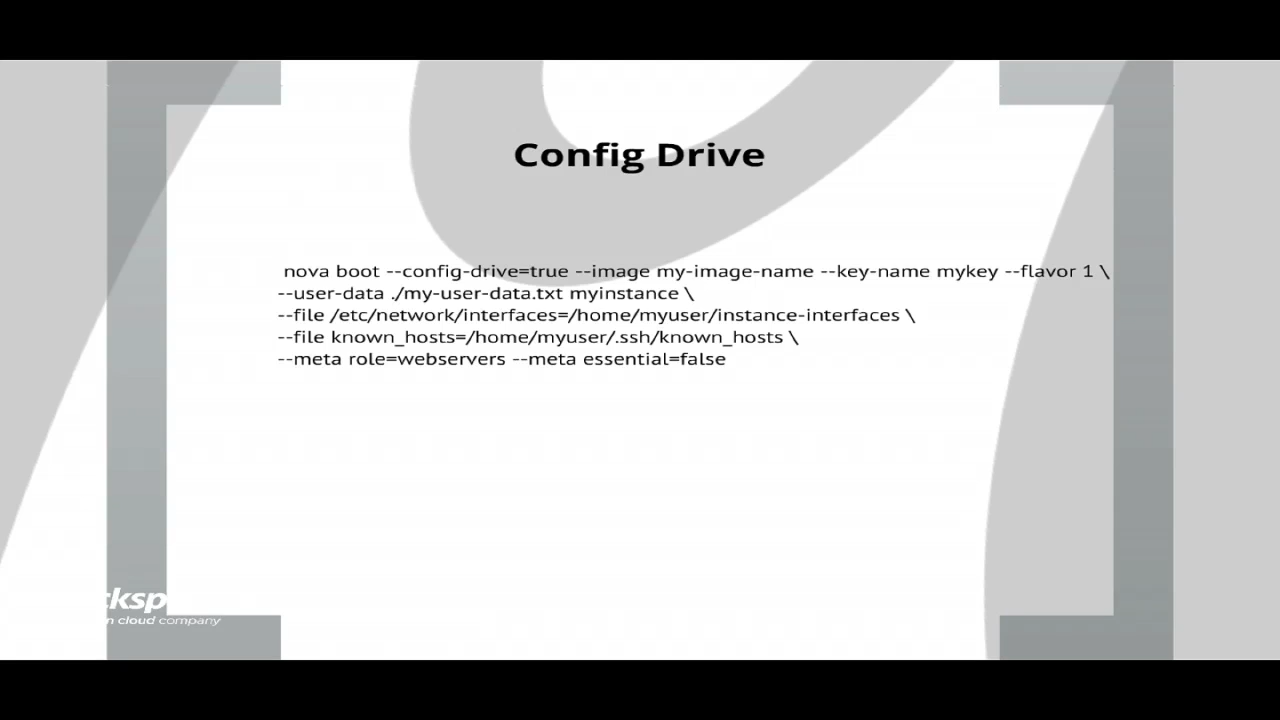 Config Drive
nova boot --config-drive=true --image my-image-name --key-name mykey --flavor 1 \
--user-data ./my-user-data.txt myinstance \
--file /etc/network/interfaces=/home/myuser/instance-interfaces \
--file known_hosts=/home/myuser/.ssh/known_hosts \
--meta role=webservers --meta essential=false
cloud company